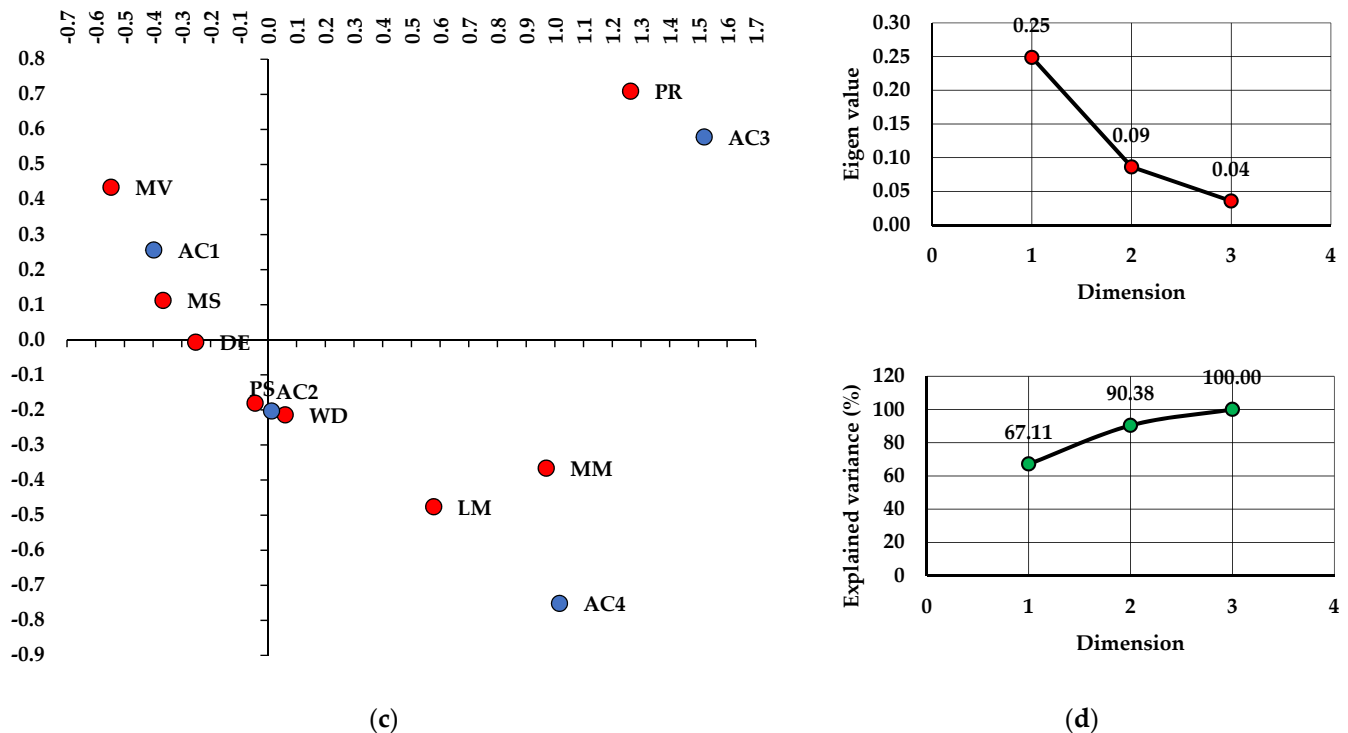 -0.7 -0.6 -0.5 -0.4 -0.3 -0.2 -0.1 0.0 0.1 0.2 0.3 0.4 0.5 0.6 0.7 0.8 0.9 1.0 1.1 1.2 1.3 1.4 1.5 1.6 1.7
0.8
0.7
0.6
0.5
0.4
0.3
0.2
0.1
0.0
-0.1
-0.2
-0.3
-0.4
-0.5
-0.6
-0.7
-0.8
-0.9
PR
AC3
MV
AC1
MS
DE
PS
AC2
WD
MM
LM
AC4
(c)
Eigen value
0.30
0.25
0.20
0.15
0.10
0.05
0.00
0.25
0.09
0.04
0 1 2 3 4
Dimension
Explained variance (%)
120
100
80
60
40
20
0
67.11
90.38
100.00
0 1 2 3 4
Dimension
(d)